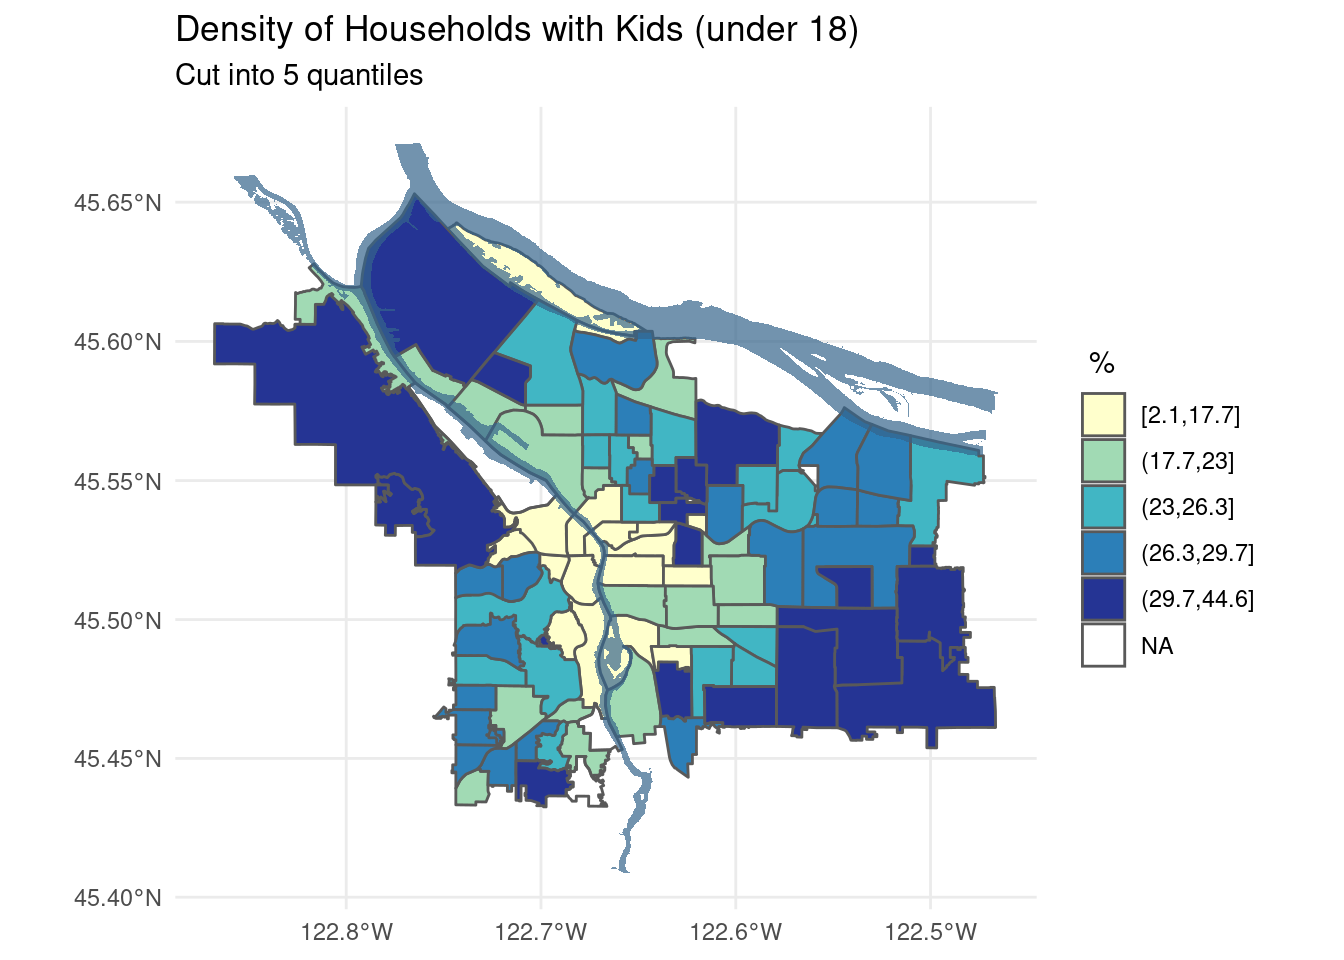 Density of Households with Kids (under 18)
Cut into 5 quantiles
45.65°N
45.60°N
45.55°N
45.50°N
45.45°N
45.40°N
122.8°W
122.7°W
122.6°W
122.5°W
%
[2.1,17.7]
(17.7,23]
(23,26.3]
(26.3,29.7]
(29.7,44.6]
NA